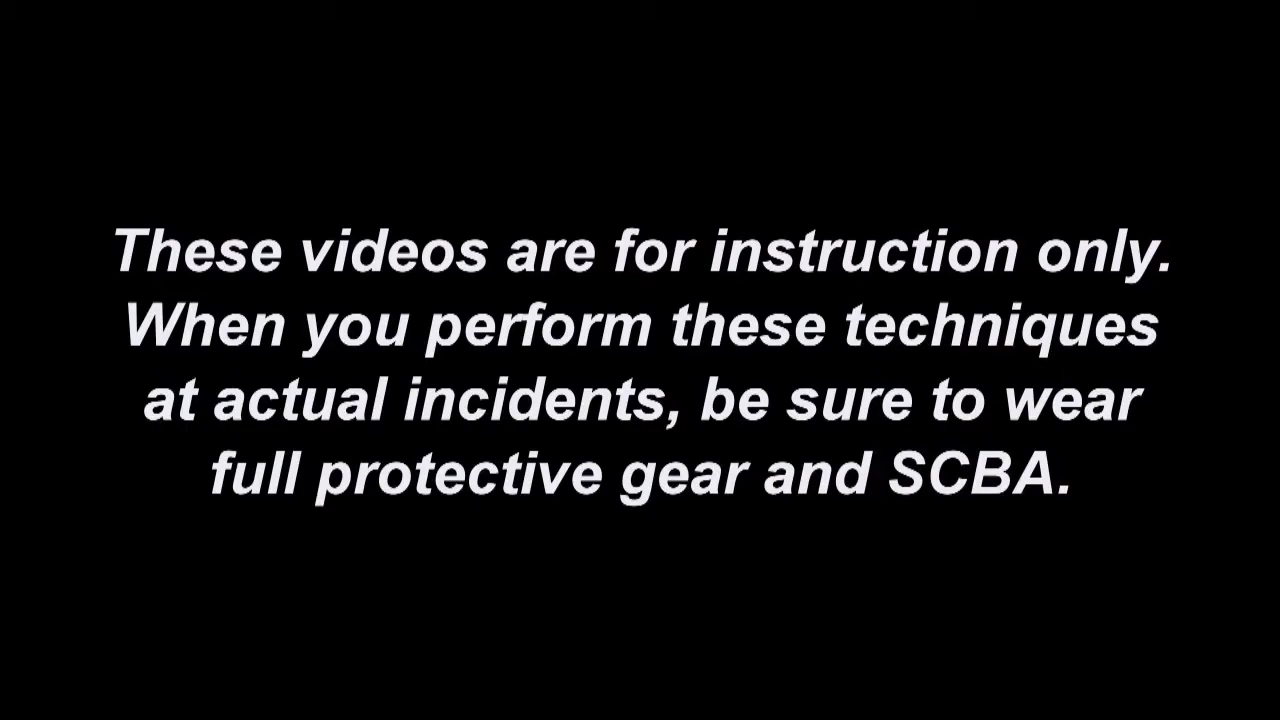 These videos are for instruction only.
When you perform these techniques
at actual incidents, be sure to wear
full protective gear and SCBA.